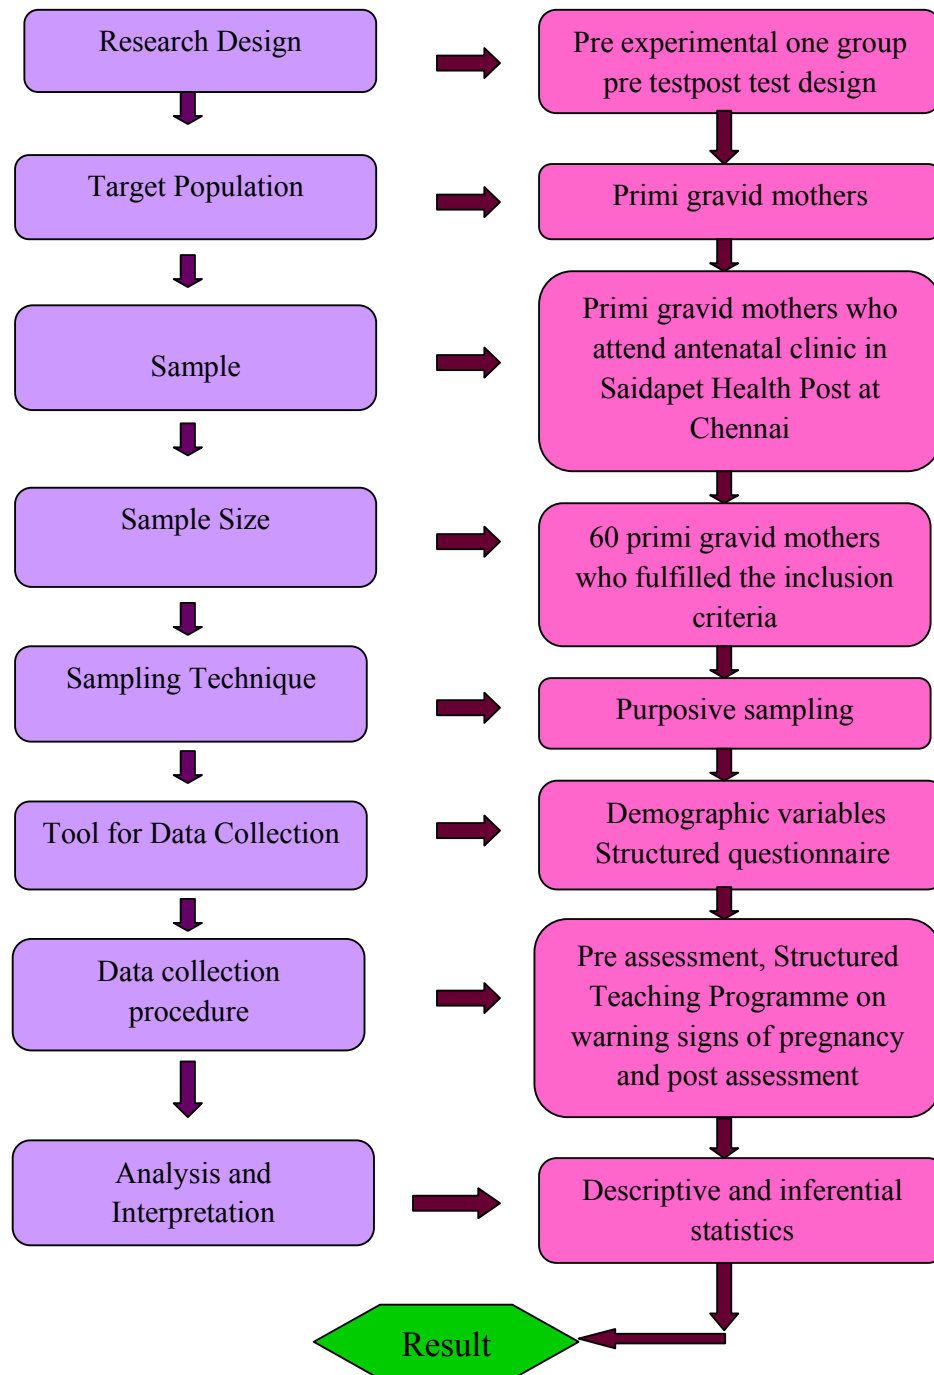 Research Design
Pre experimental one group
pre testpost test design
Target Population
Primi gravid mothers
Sample
Primi gravid mothers who
attend antenatal clinic in
Saidapet Health Post at
Chennai
Sample Size
60 primi gravid mothers
who fulfilled the inclusion
criteria
Sampling Technique
Purposive sampling
Tool for Data Collection
Demographic variables
Structured questionnaire
Data collection
procedure
Pre assessment, Structured
Teaching Programme on
warning signs of pregnancy
and post assessment
Analysis and
Interpretation
Descriptive and inferential
statistics
Result